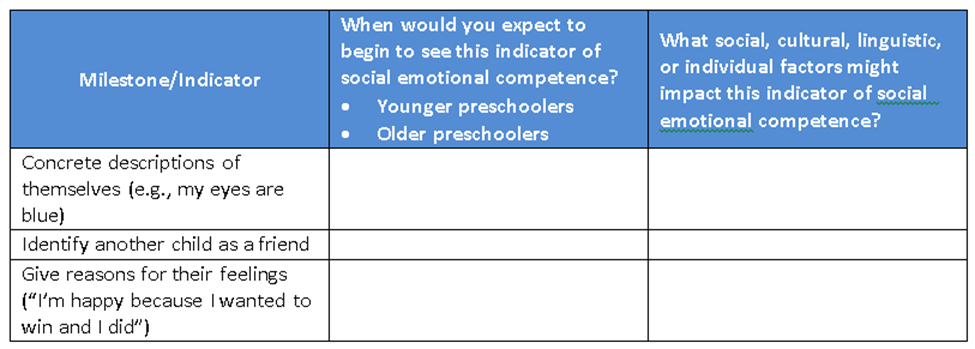 Milestone/Indicator
When would you expect to
begin to see this indicator of
social emotional competence?
• Younger preschoolers
• Older preschoolers
What social, cultural, linguistic,
or individual factors might
impact this indicator of social
emotional competence?
Concrete descriptions of
themselves (e.g., my eyes are
blue)
Identify another child as a friend
Give reasons for their feelings
(“I’m happy because I wanted to
win and I did”)